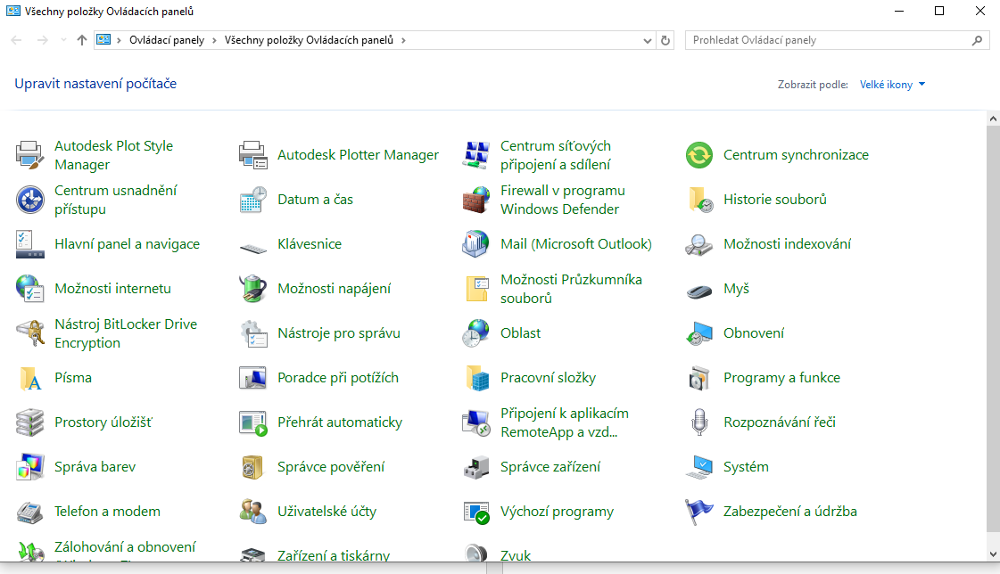 Všechny položky Ovládacích panelů
Ovládací panely
Všechny položky Ovládacích panelů
Prohledat Ovládací panely
Upravit nastavení počítače
Zobrazit podle:
Velké ikony
Autodesk Plot Style
Manager
Autodesk Plotter Manager
Centrum síťových
připojení a sdílení
Centrum synchronizace
Centrum usnadnění
přístupu
Datum a čas
Firewall v programu
Windows Defender
Historie souborů
Hlavní panel a navigace
Klávesnice
Mail (Microsoft Outlook)
Možnosti indexování
Možnosti internetu
Možnosti napájení
Možnosti Průzkumníka
souborů
Myš
Nástroj BitLocker Drive
Encryption
Nástroje pro správu
Oblast
Obnovení
Písma
Poradce při potížích
Pracovní složky
Programy a funkce
Prostory úložišť
Přehrát automaticky
Připojení k aplikacím
RemoteApp a vzd...
Rozpoznávání řeči
Správa barev
Správce pověření
Správce zařízení
Systém
Telefon a modem
Uživatelské účty
Výchozí programy
Zabezpečení a údržba
Zálohování a obnovení
Zařízení a tiskárny
Zvuk